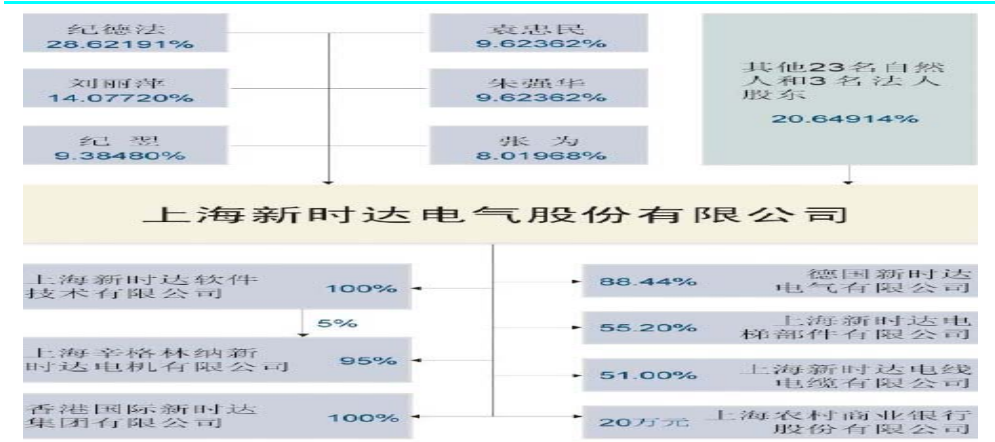 纪德法
28.62191%
袁忠民
9.62362%
刘丽萍
14.07720%
朱强华
9.62362%
纪 翌
9.38480%
张 为
8.01968%
其他23名自然
人和3名法人
股东
20.64914%
上海新时达电气股份有限公司
上海新时达软件
技术有限公司
100%
5%
上海辛格林纳新
时达电机有限公司
95%
香港国际新时达
集团有限公司
100%
88.44%
德国新时达
电气有限公司
55.20%
上海新时达电
梯部件有限公司
51.00%
上海新时达电线
电缆有限公司
20万元
上海农村商业银行
股份有限公司